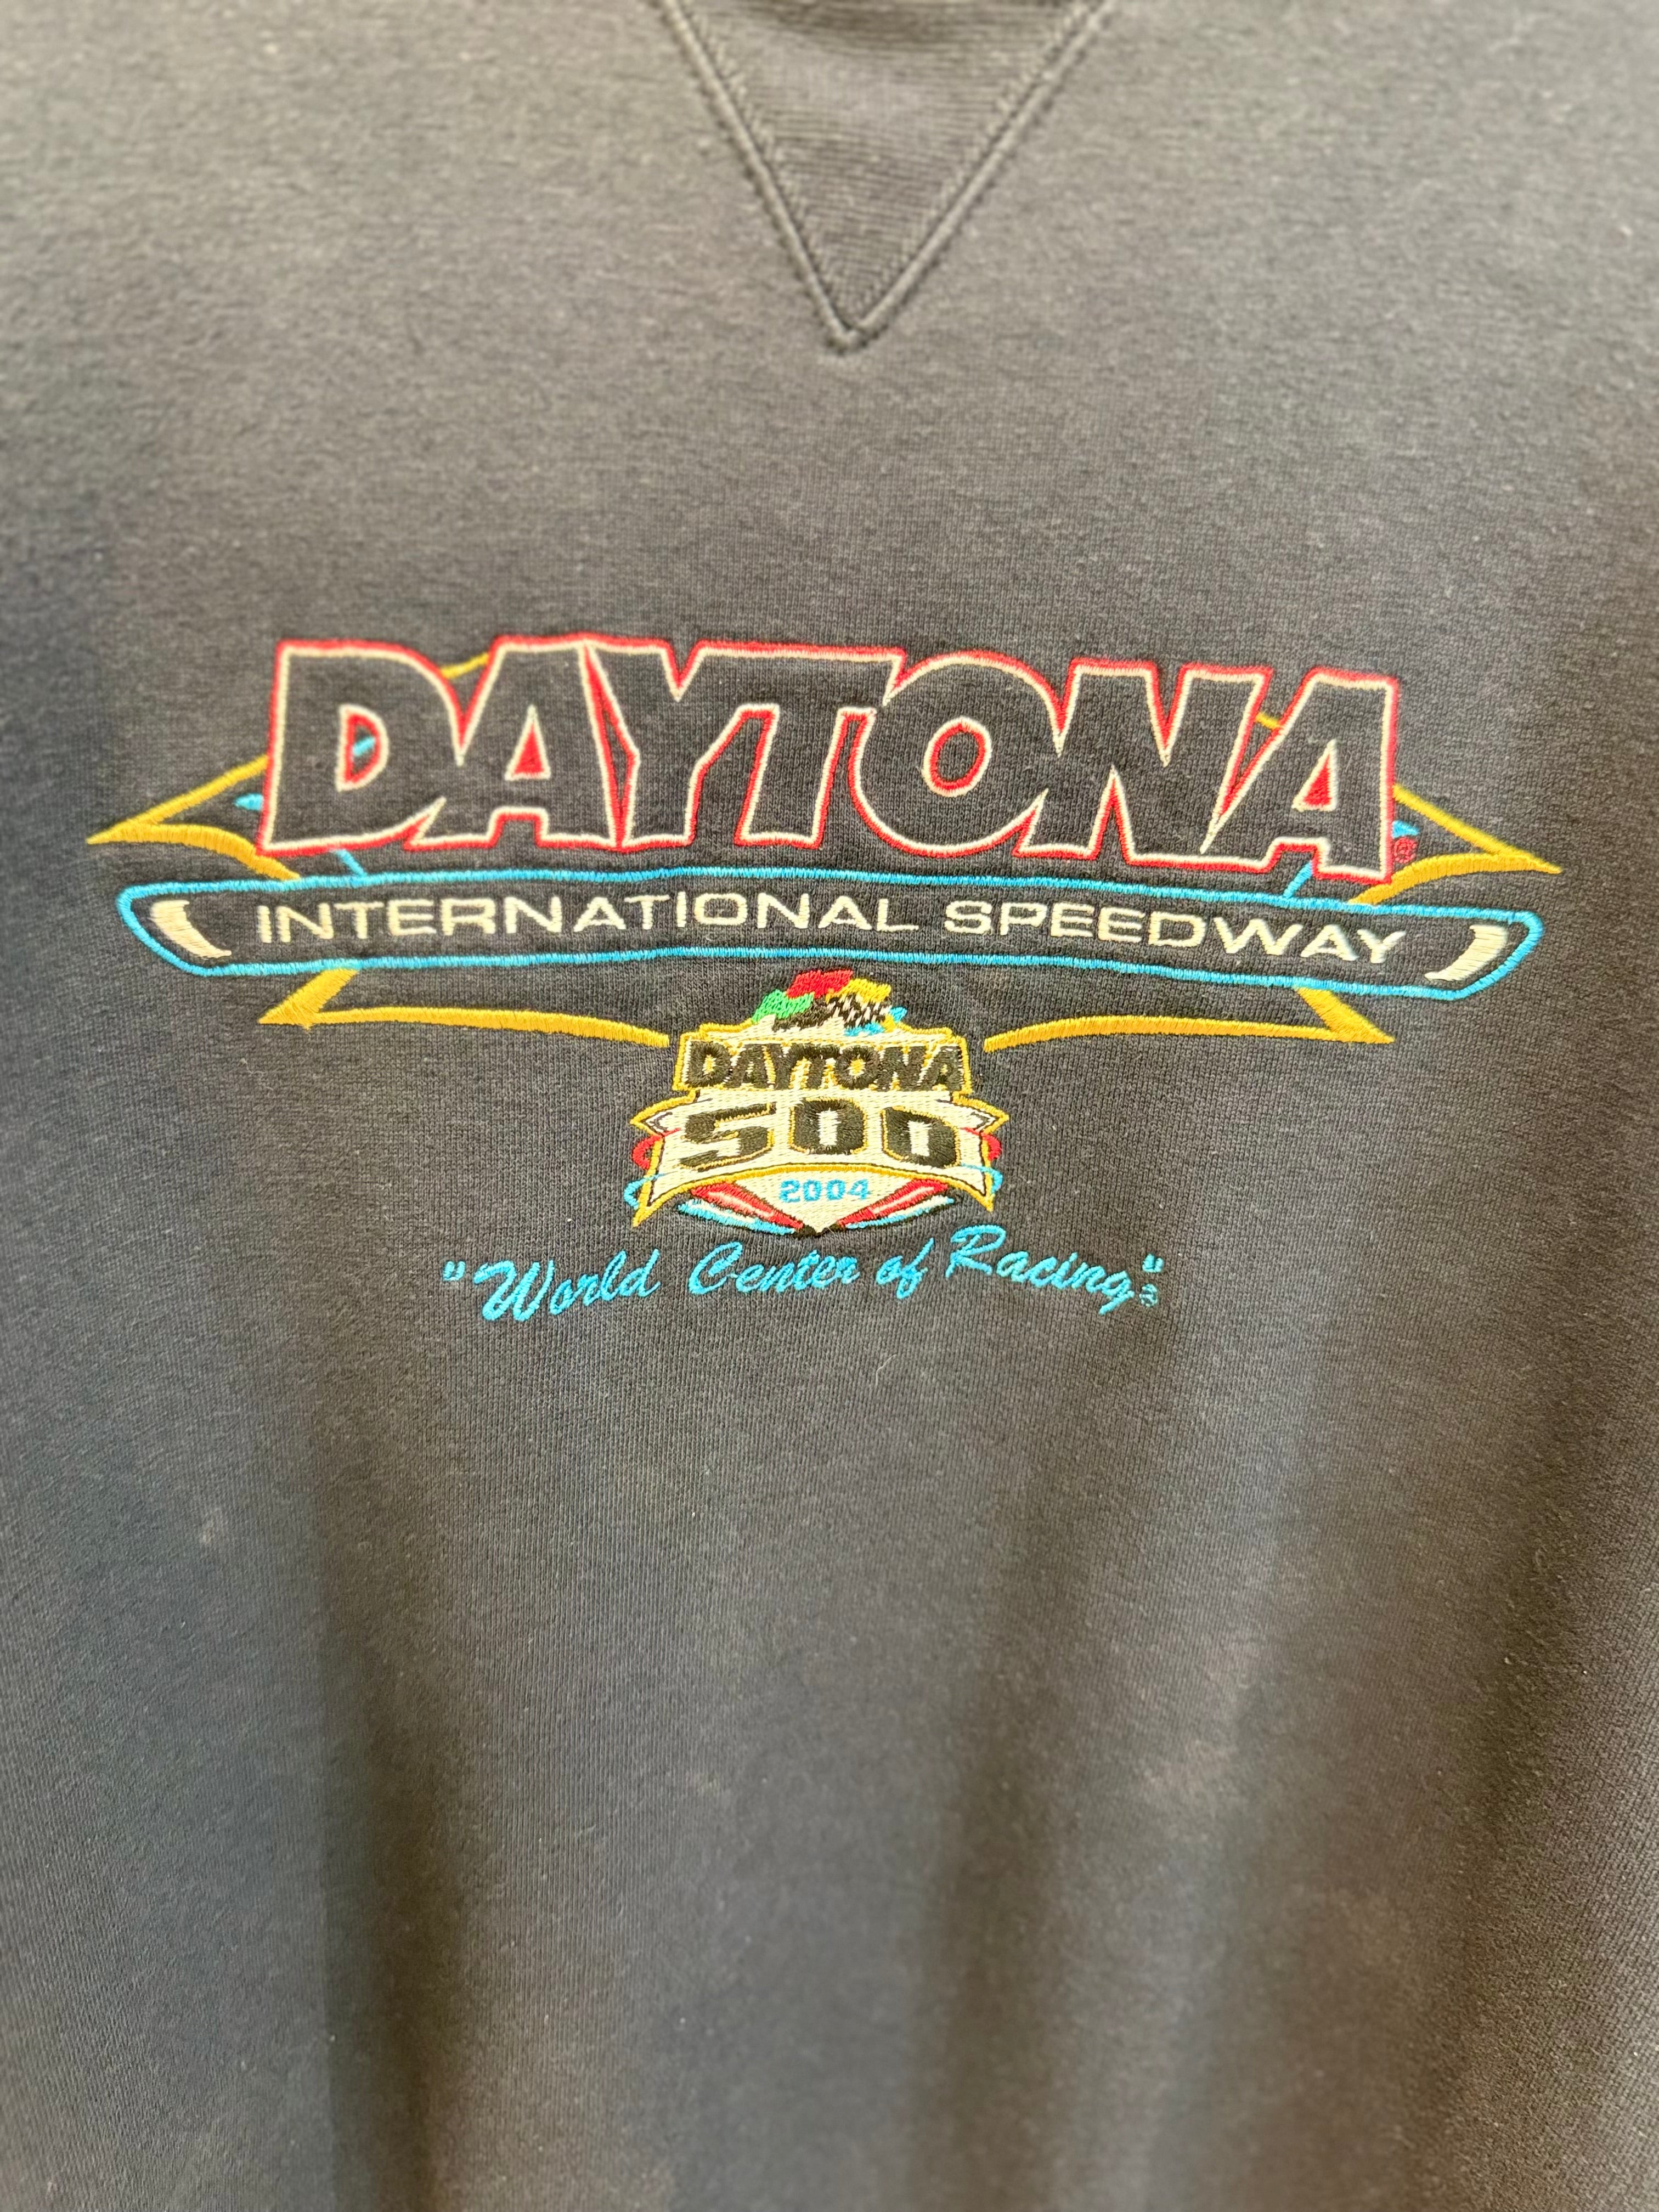 DAYTONA®
INTERNATIONAL SPEEDWAY
DAYTONA
500
2004
"World Center of Racing"®